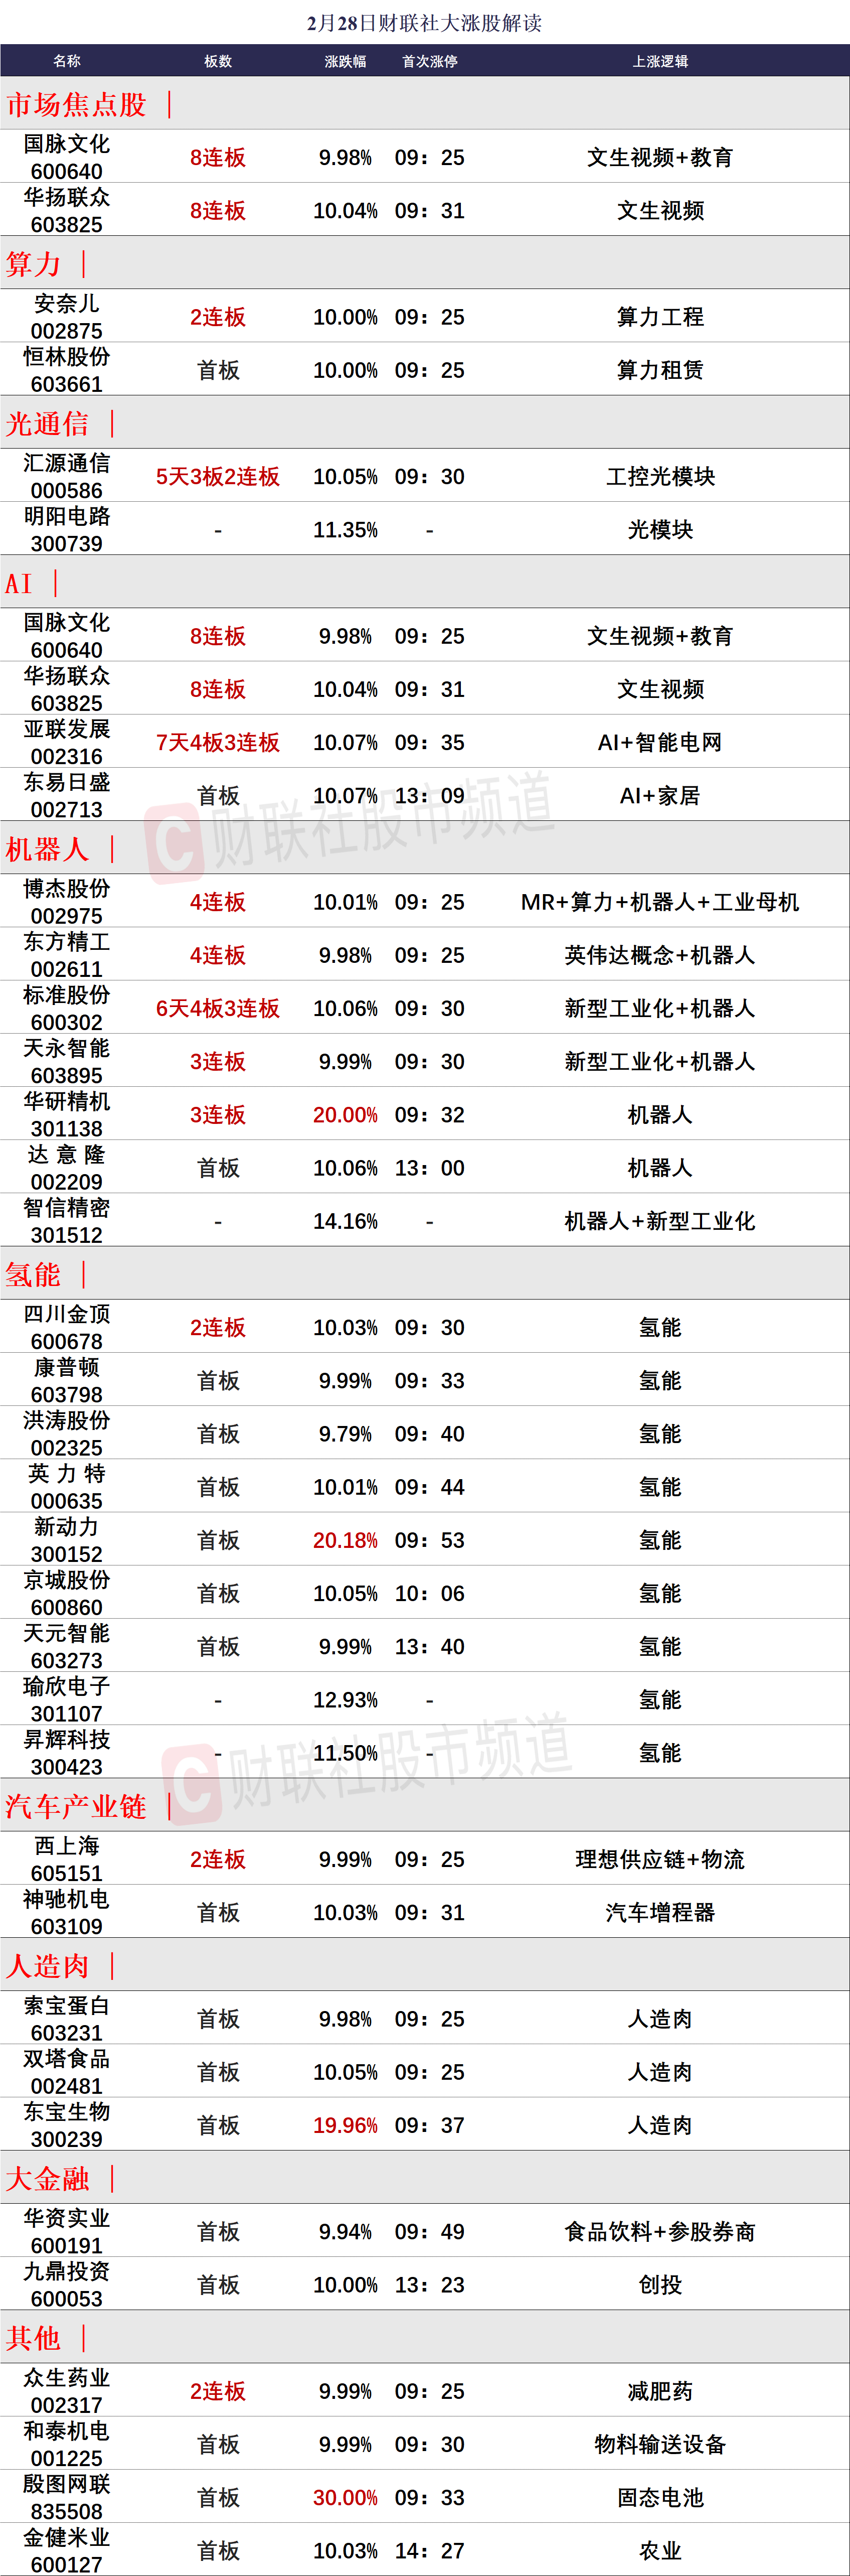 2月28日财联社大涨股解读
名称 板数 涨跌幅 首次涨停 上涨逻辑
市场焦点股 |
国脉文化
600640 8连板 9.98% 09：25 文生视频+教育
华扬联众
603825 8连板 10.04% 09：31 文生视频
算力 |
安奈儿
002875 2连板 10.00% 09：25 算力工程
恒林股份
603661 首板 10.00% 09：25 算力租赁
光通信 |
汇源通信
000586 5天3板2连板 10.05% 09：30 工控光模块
明阳电路
300739 - 11.35% - 光模块
AI |
国脉文化
600640 8连板 9.98% 09：25 文生视频+教育
华扬联众
603825 8连板 10.04% 09：31 文生视频
亚联发展
002316 7天4板3连板 10.07% 09：35 AI+智能电网
东易日盛
002713 首板 10.07% 13：09 AI+家居
财联社股市频道
机器人 |
博杰股份
002975 4连板 10.01% 09：25 MR+算力+机器人+工业母机
东方精工
002611 4连板 9.98% 09：25 英伟达概念+机器人
标准股份
600302 6天4板3连板 10.06% 09：30 新型工业化+机器人
天永智能
603895 3连板 9.99% 09：30 新型工业化+机器人
华研精机
301138 3连板 20.00% 09：32 机器人
达 意 隆
002209 首板 10.06% 13：00 机器人
智信精密
301512 - 14.16% - 机器人+新型工业化
氢能 |
四川金顶
600678 2连板 10.03% 09：30 氢能
康普顿
603798 首板 9.99% 09：33 氢能
洪涛股份
002325 首板 9.79% 09：40 氢能
英 力 特
000635 首板 10.01% 09：44 氢能
新动力
300152 首板 20.18% 09：53 氢能
京城股份
600860 首板 10.05% 10：06 氢能
天元智能
603273 首板 9.99% 13：40 氢能
瑜欣电子
301107 - 12.93% - 氢能
昇辉科技
300423 - 11.50% - 氢能
财联社股市频道
汽车产业链 |
西上海
605151 2连板 9.99% 09：25 理想供应链+物流
神驰机电
603109 首板 10.03% 09：31 汽车增程器
人造肉 |
索宝蛋白
603231 首板 9.98% 09：25 人造肉
双塔食品
002481 首板 10.05% 09：25 人造肉
东宝生物
300239 首板 19.96% 09：37 人造肉
大金融 |
华资实业
600191 首板 9.94% 09：49 食品饮料+参股券商
九鼎投资
600053 首板 10.00% 13：23 创投
其他 |
众生药业
002317 2连板 9.99% 09：25 减肥药
和泰机电
001225 首板 9.99% 09：30 物料输送设备
殷图网联
835508 首板 30.00% 09：33 固态电池
金健米业
600127 首板 10.03% 14：27 农业